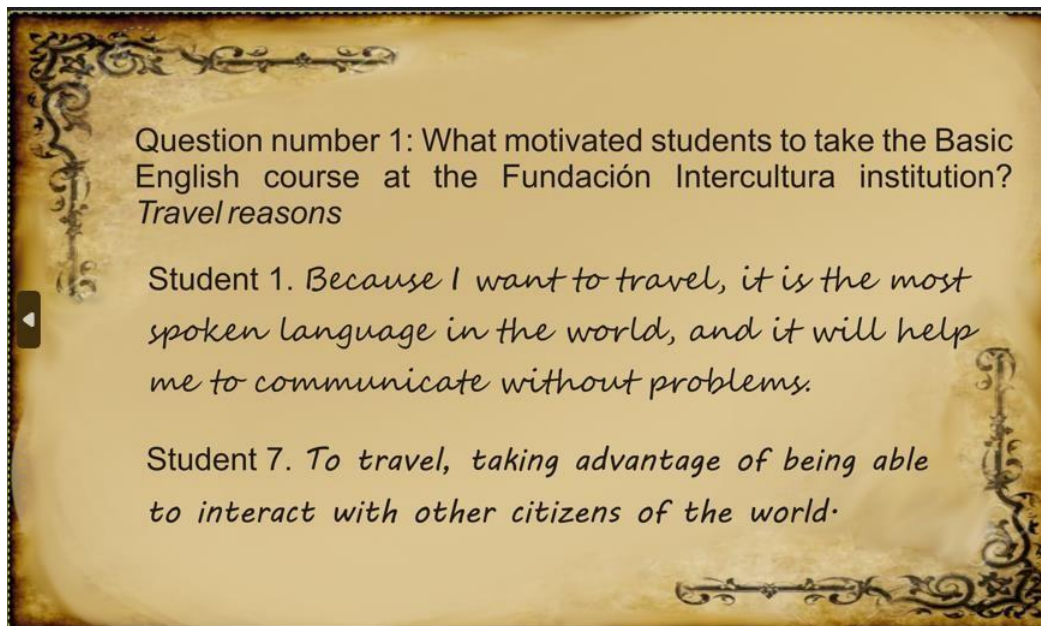 Question number 1: What motivated students to take the Basic
English course at the Fundación Intercultura institution?
Travel reasons
Student 1. Because I want to travel, it is the most
spoken language in the world, and it will help
me to communicate without problems.
Student 7. To travel, taking advantage of being able
to interact with other citizens of the world.